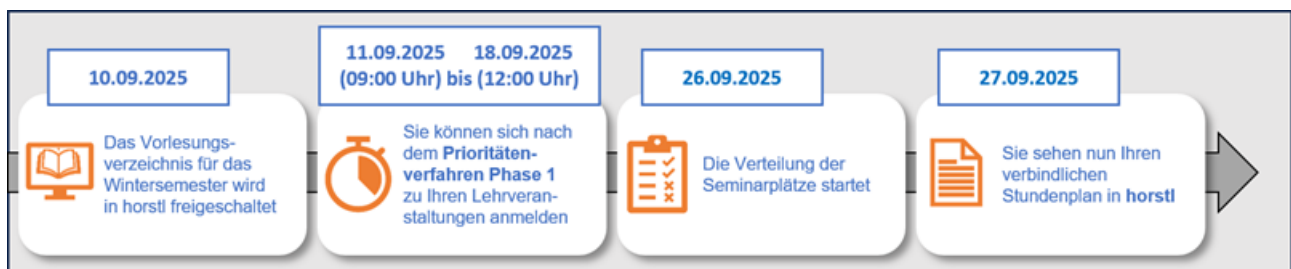 10.09.2025
Das Vorlesungs-
verzeichnis für das
Wintersemester wird
in horstl freigeschaltet
11.09.2025 18.09.2025
(09:00 Uhr) bis (12:00 Uhr)
Sie können sich nach
dem Prioritäten-
verfahren Phase 1
zu Ihren Lehrveran-
staltungen anmelden
26.09.2025
Die Verteilung der
Seminarplätze startet
27.09.2025
Sie sehen nun Ihren
verbindlichen
Stundenplan in horstl